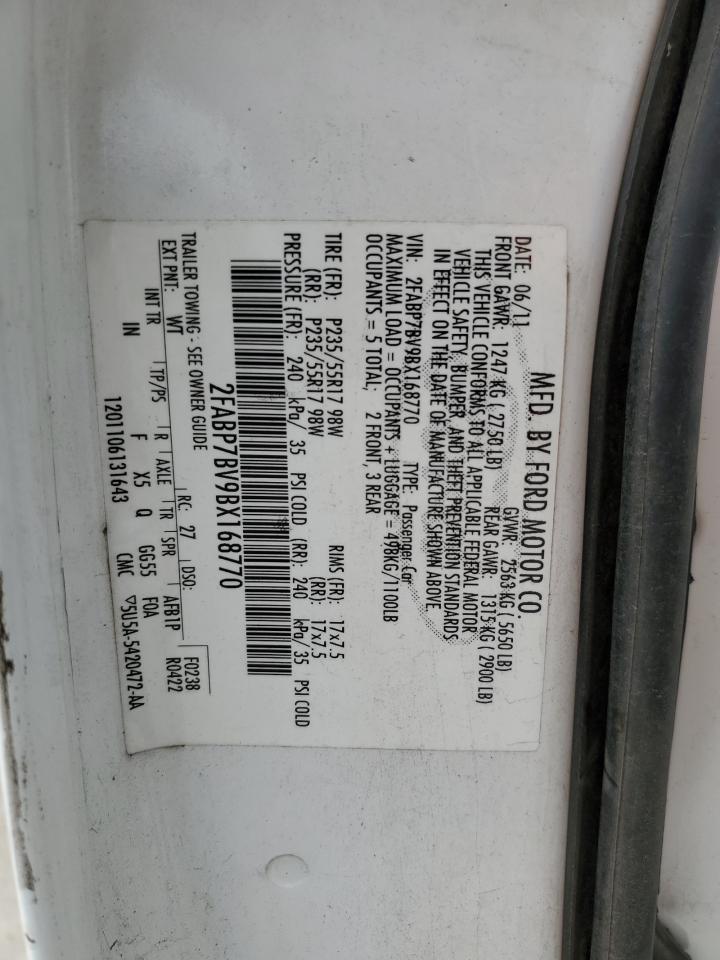 MFD. BY FORD MOTOR CO.
DATE: 06/11 GVWR: 2563 KG ( 5650 LB)
FRONT GAWR: 1247 KG ( 2750 LB) REAR GAWR: 1315 KG ( 2900 LB)
THIS VEHICLE CONFORMS TO ALL APPLICABLE FEDERAL MOTOR
VEHICLE SAFETY, BUMPER, AND THEFT PREVENTION STANDARDS
IN EFFECT ON THE DATE OF MANUFACTURE SHOWN ABOVE.
VIN: 2FABP7BV9BX168770 TYPE: Passenger Car
MAXIMUM LOAD = OCCUPANTS + LUGGAGE = 498KG/1100LB
OCCUPANTS = 5 TOTAL; 2 FRONT, 3 REAR
TIRE (FR): P235/55R17 98W RIMS (FR): 17x7.5
(RR): P235/55R17 98W (RR): 17x7.5
PRESSURE (FR): 240 kPa/ 35 PSI COLD (RR): 240 kPa/ 35 PSI COLD
2FABP7BV9BX168770
TRAILER TOWING - SEE OWNER GUIDE
EXT PNT: WT RC: 27 DSO: F0238
INT TR TP/PS R AXLE TR SPR AFB1P R0422
IN F X5 Q GG55 F0A
1201106131643 CMC ▽5U5A-5420472-AA